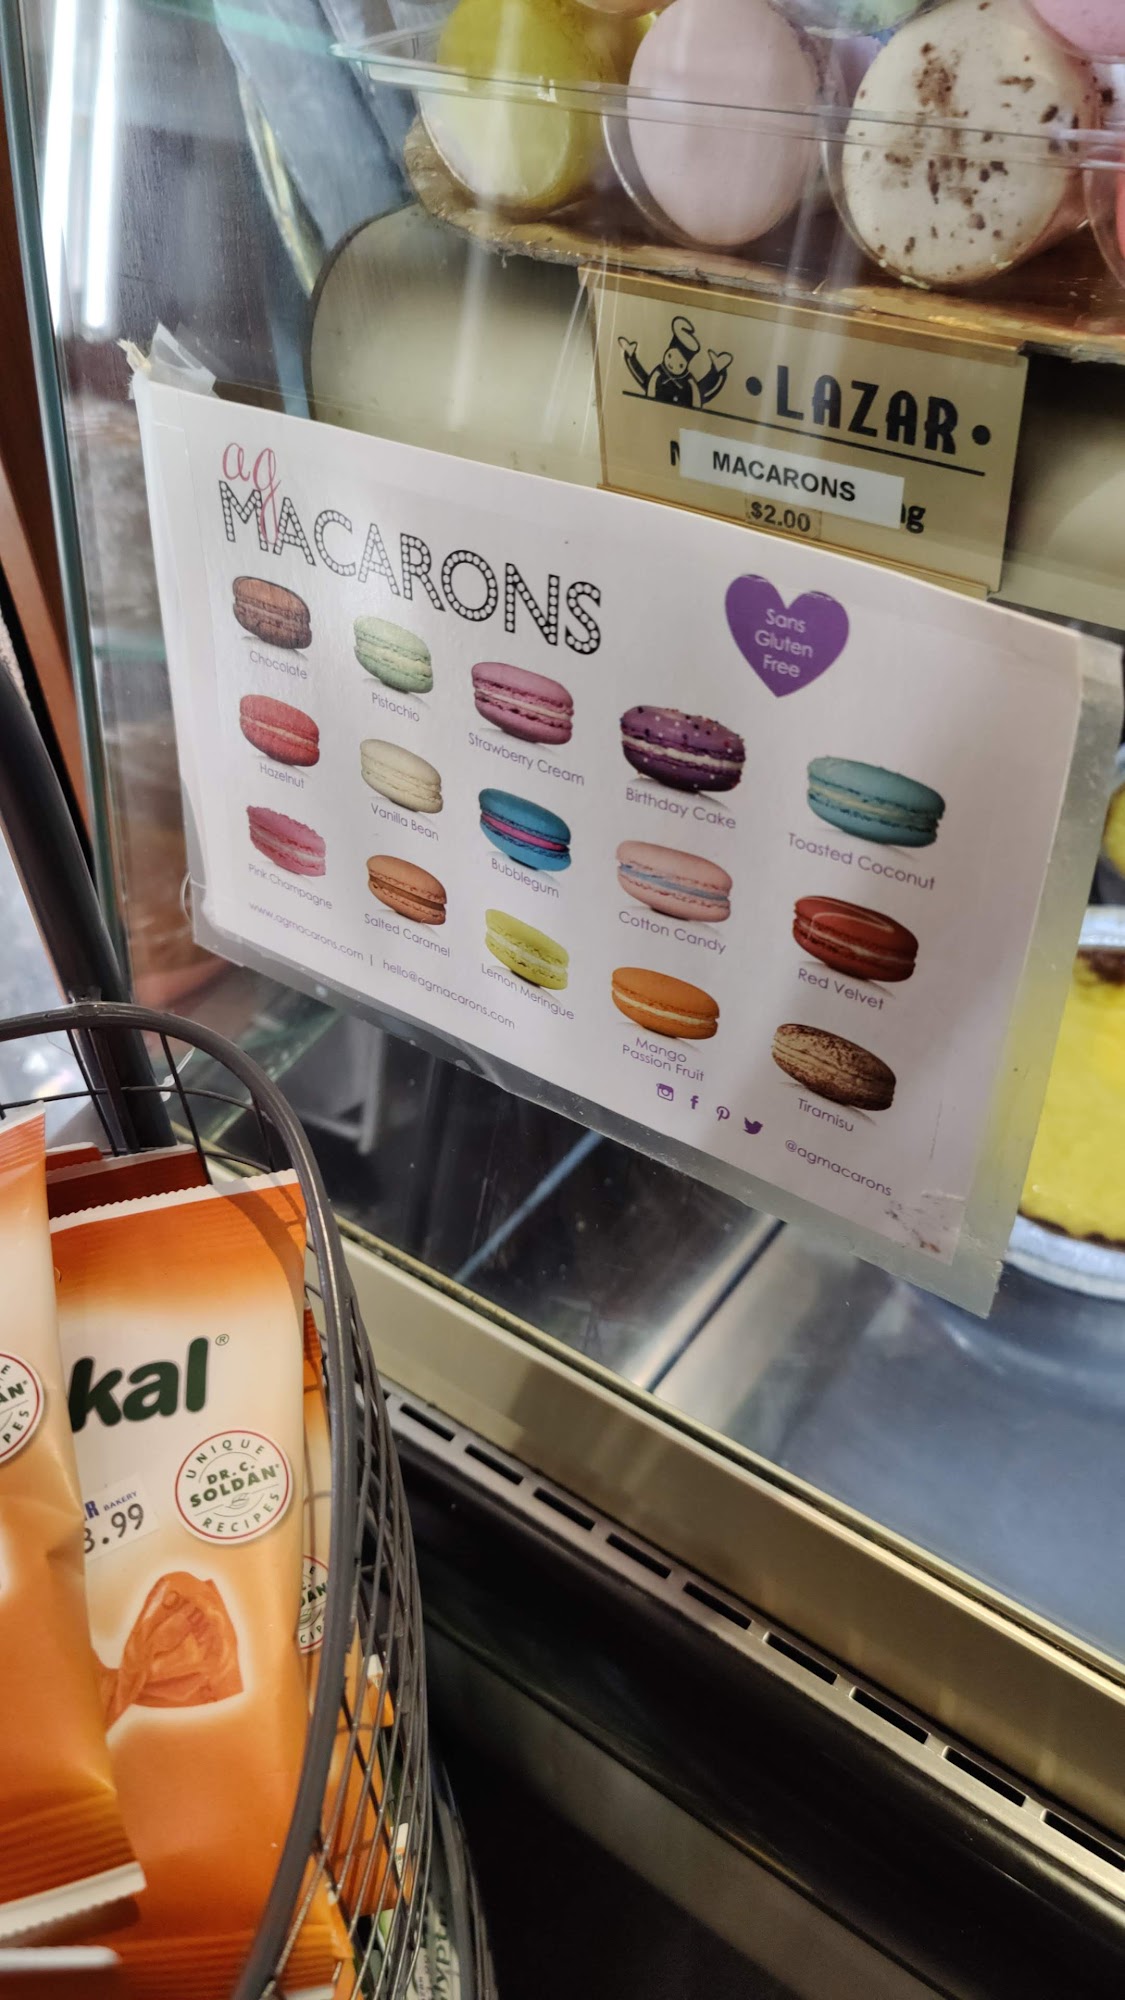 • LAZAR •
MACARONS
$2.00
ag
MACARONS
Sans
Gluten
Free
Chocolate
Pistachio
Strawberry Cream
Birthday Cake
Toasted Coconut
Hazelnut
Vanilla Bean
Bubblegum
Cotton Candy
Red Velvet
Pink Champagne
Salted Caramel
Lemon Meringue
Mango
Passion Fruit
Tiramisu
www.agmacarons.com | hello@agmacarons.com
@agmacarons
kal®
UNIQUE
DR. C.
SOLDAN®
RECIPES
R BAKERY
3.99